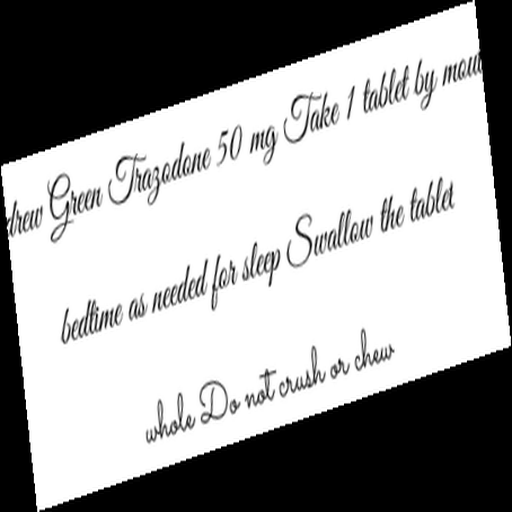 Green Trazodone 50 mg Take 1 tablet by
bedtime as needed for sleep Swallow the tablet
whole Do not crush or chew